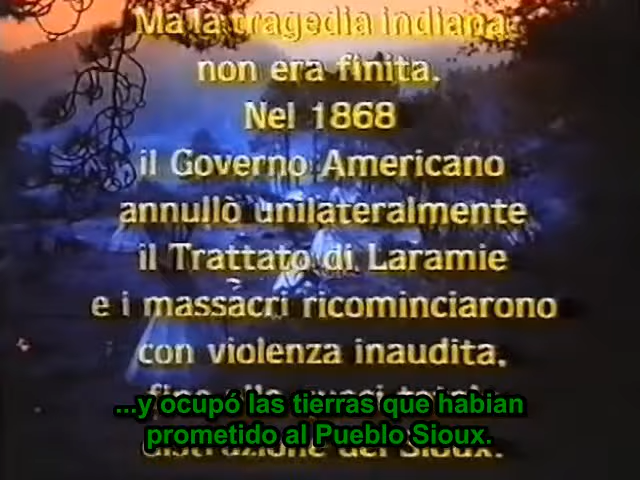 Ma la tragedia indiana
non era finita.
Nel 1868
il Governo Americano
annullò unilateralmente
il Trattato di Laramie
e i massacri ricominciarono
con violenza inaudita,
...y ocupó las tierras que habian
prometido al Pueblo Sioux.